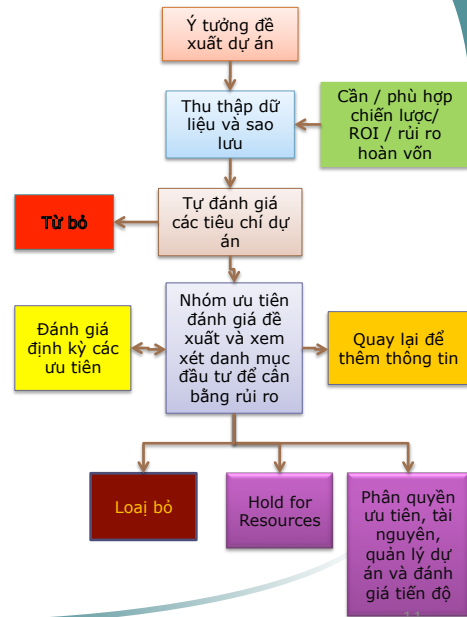 Ý tưởng đề
xuất dự án
Thu thập dữ
liệu và sao
lưu
Cần / phù hợp
chiến lược/
ROI / rủi ro
hoàn vốn
Từ bỏ
Tự đánh giá
các tiêu chí dự
án
Đánh giá
định kỳ các
ưu tiên
Nhóm ưu tiên
đánh giá đề
xuất và xem
xét danh mục
đầu tư để cân
bằng rủi ro
Quay lại để
thêm thông tin
Loại bỏ
Hold for
Resources
Phân quyền
ưu tiên, tài
nguyên,
quản lý dự
án và đánh
giá tiến độ
11